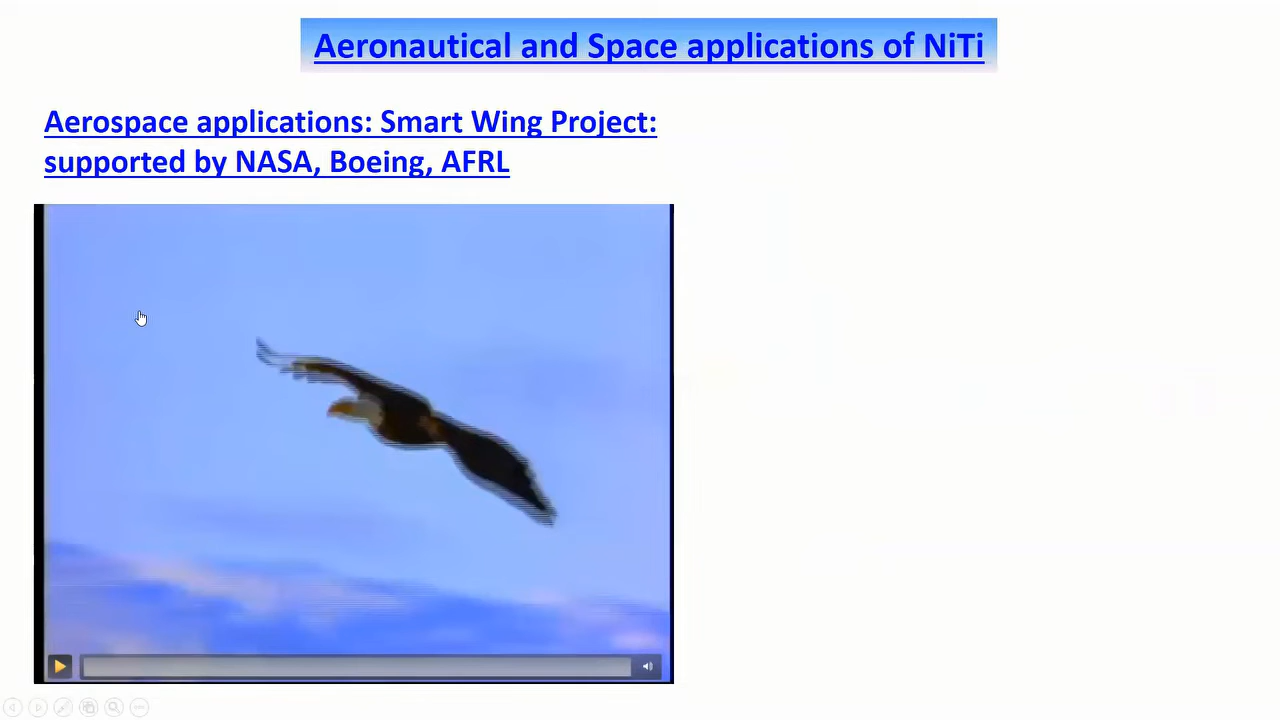 Aeronautical and Space applications of NiTi
Aerospace applications: Smart Wing Project:
supported by NASA, Boeing, AFRL